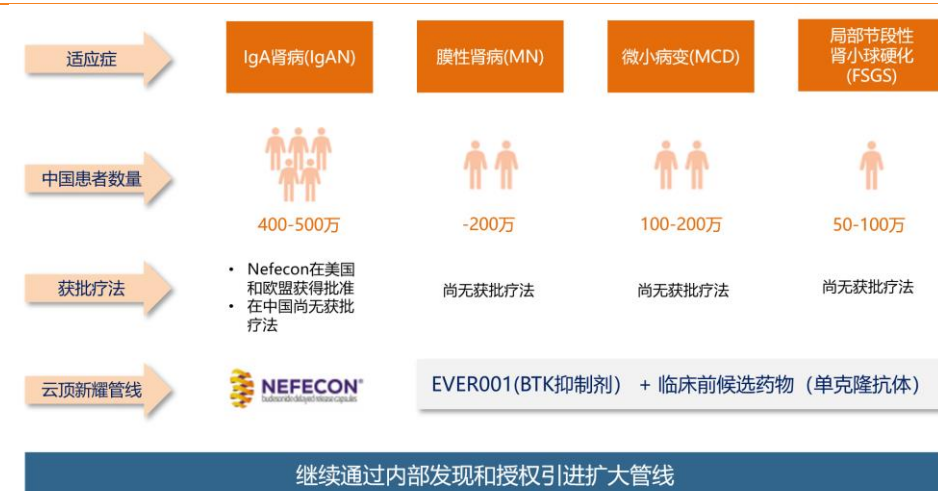 适应症
IgA肾病(IgAN)
膜性肾病(MN)
微小病变(MCD)
局部节段性
肾小球硬化
(FSGS)
中国患者数量
400-500万
-200万
100-200万
50-100万
获批疗法
• Nefecon在美国
和欧盟获得批准
• 在中国尚无获批
疗法
尚无获批疗法
尚无获批疗法
尚无获批疗法
云顶新耀管线
NEFECON®
budesonide delayed release capsules
EVER001(BTK抑制剂） + 临床前候选药物（单克隆抗体）
继续通过内部发现和授权引进扩大管线